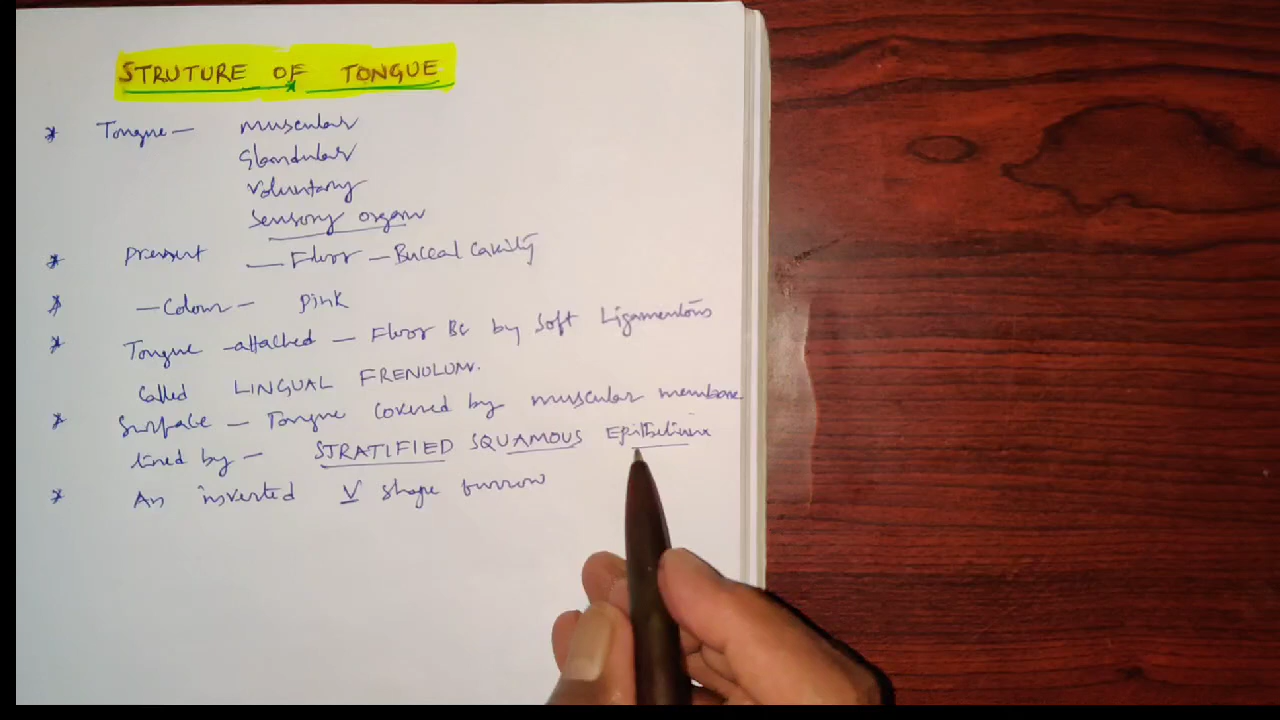 STRUTURE OF TONGUE
* Tongue — muscular
Glandular
Voluntary
Sensory organ
* Present — Floor — Buccal cavity
* — Colour — Pink
* Tongue — attached — Floor BC by Soft Ligamentous
called LINGUAL FRENULUM.
* Surface — Tongue covered by muscular membane
lined by — STRATIFIED SQUAMOUS Epithelium
* An inverted V shape furrow